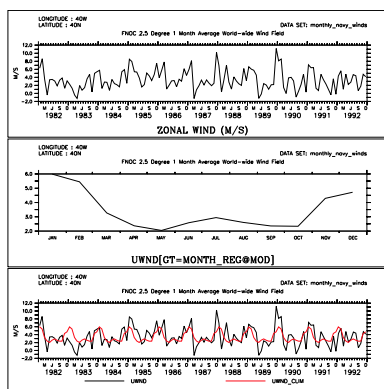 LONGITUDE : 40W
LATITUDE : 40N
DATA SET: monthly_navy_winds
FNOC 2.5 Degree 1 Month Average World-wide Wind Field
M/S
12.0
10.0
8.0
6.0
4.0
2.0
0.0
-2.0
M J S D M J S D M J S D M J S D M J S D M J S D M J S D M J S D M J S D M J S D M J S D
1982 1983 1984 1985 1986 1987 1988 1989 1990 1991 1992
ZONAL WIND (M/S)
LONGITUDE : 40W
LATITUDE : 40N
DATA SET: monthly_navy_winds
FNOC 2.5 Degree 1 Month Average World-wide Wind Field
6.0
5.0
4.0
3.0
2.0
JAN FEB MAR APR MAY JUN JUL AUG SEP OCT NOV DEC
UWND[GT=MONTH_REG@MOD]
LONGITUDE : 40W
LATITUDE : 40N
DATA SET: monthly_navy_winds
FNOC 2.5 Degree 1 Month Average World-wide Wind Field
M/S
12.0
10.0
8.0
6.0
4.0
2.0
0.0
-2.0
M J S D M J S D M J S D M J S D M J S D M J S D M J S D M J S D M J S D M J S D M J S D
1982 1983 1984 1985 1986 1987 1988 1989 1990 1991 1992
UWND UWND_CLIM